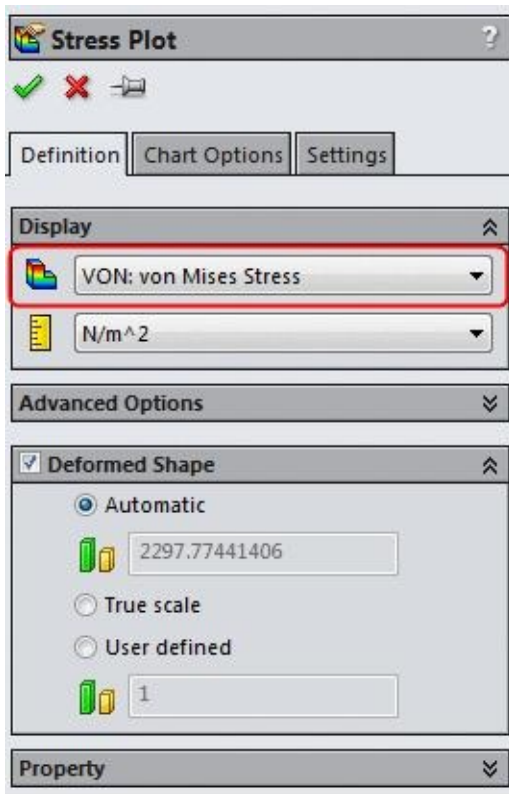 Stress Plot ?
Definition Chart Options Settings
Display
VON: von Mises Stress
N/m^2
Advanced Options
Deformed Shape
Automatic
2297.77441406
True scale
User defined
1
Property